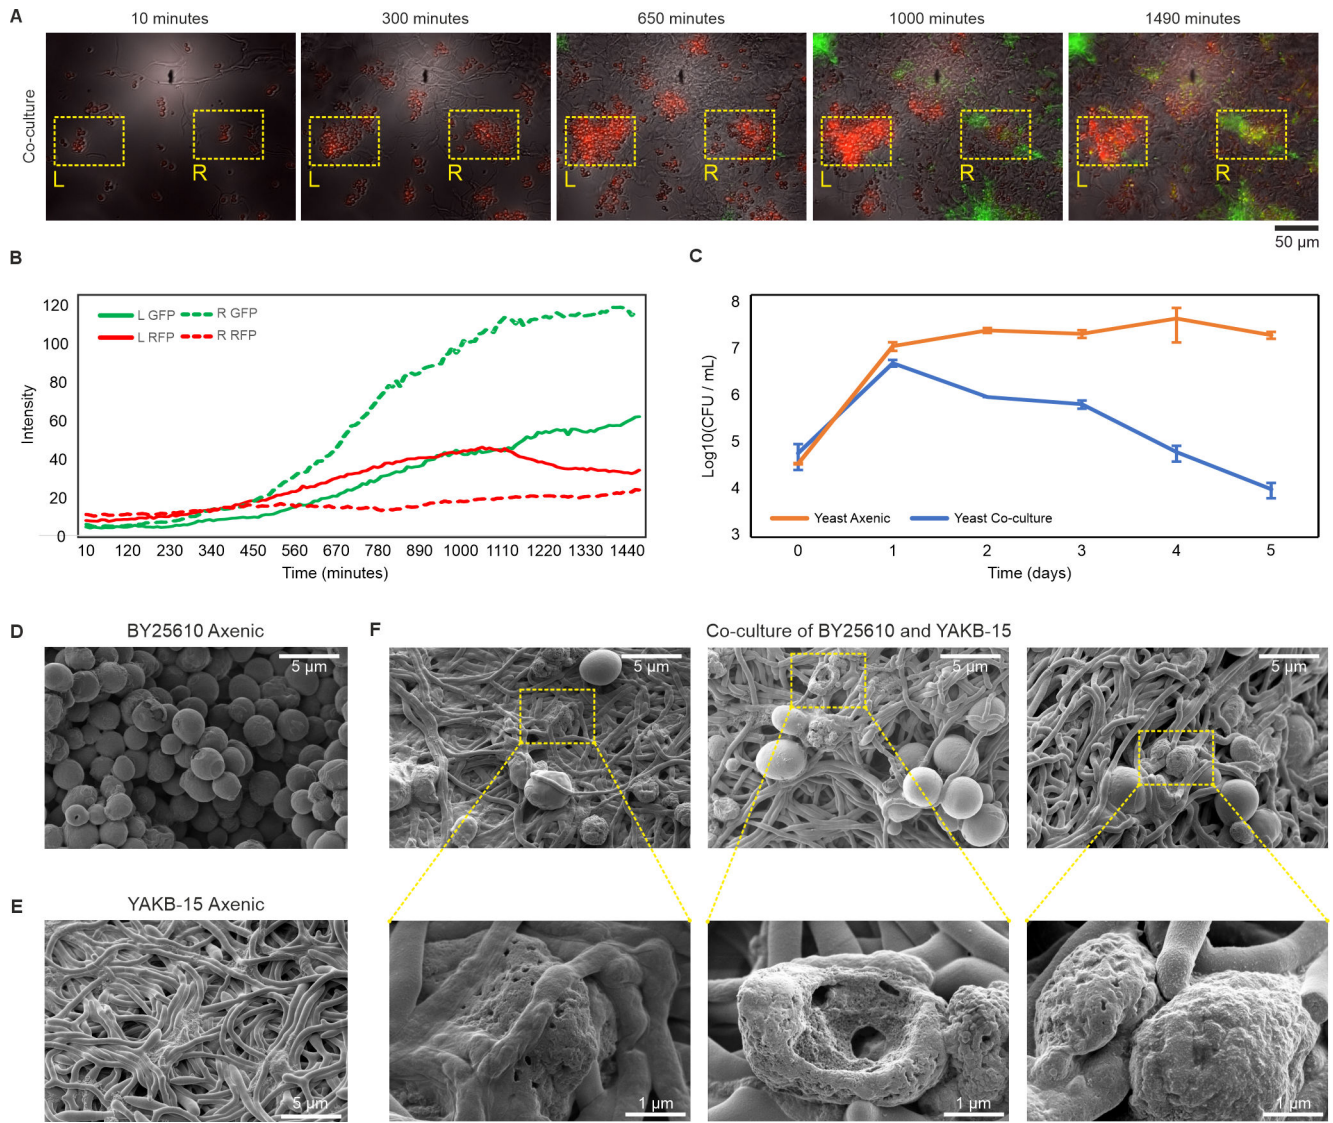 A
10 minutes
300 minutes
650 minutes
1000 minutes
1490 minutes
Co-culture
L
R
L
R
L
R
L
R
L
R
50 µm
B
Intensity
120
100
80
60
40
20
0
L GFP
R GFP
L RFP
R RFP
10 120 230 340 450 560 670 780 890 1000 1110 1220 1330 1440
Time (minutes)
C
Log10(CFU / mL)
8
7
6
5
4
3
Yeast Axenic
Yeast Co-culture
0 1 2 3 4 5
Time (days)
D
BY25610 Axenic
5 µm
E
YAKB-15 Axenic
5 µm
F
Co-culture of BY25610 and YAKB-15
5 µm
5 µm
5 µm
1 µm
1 µm
1 µm